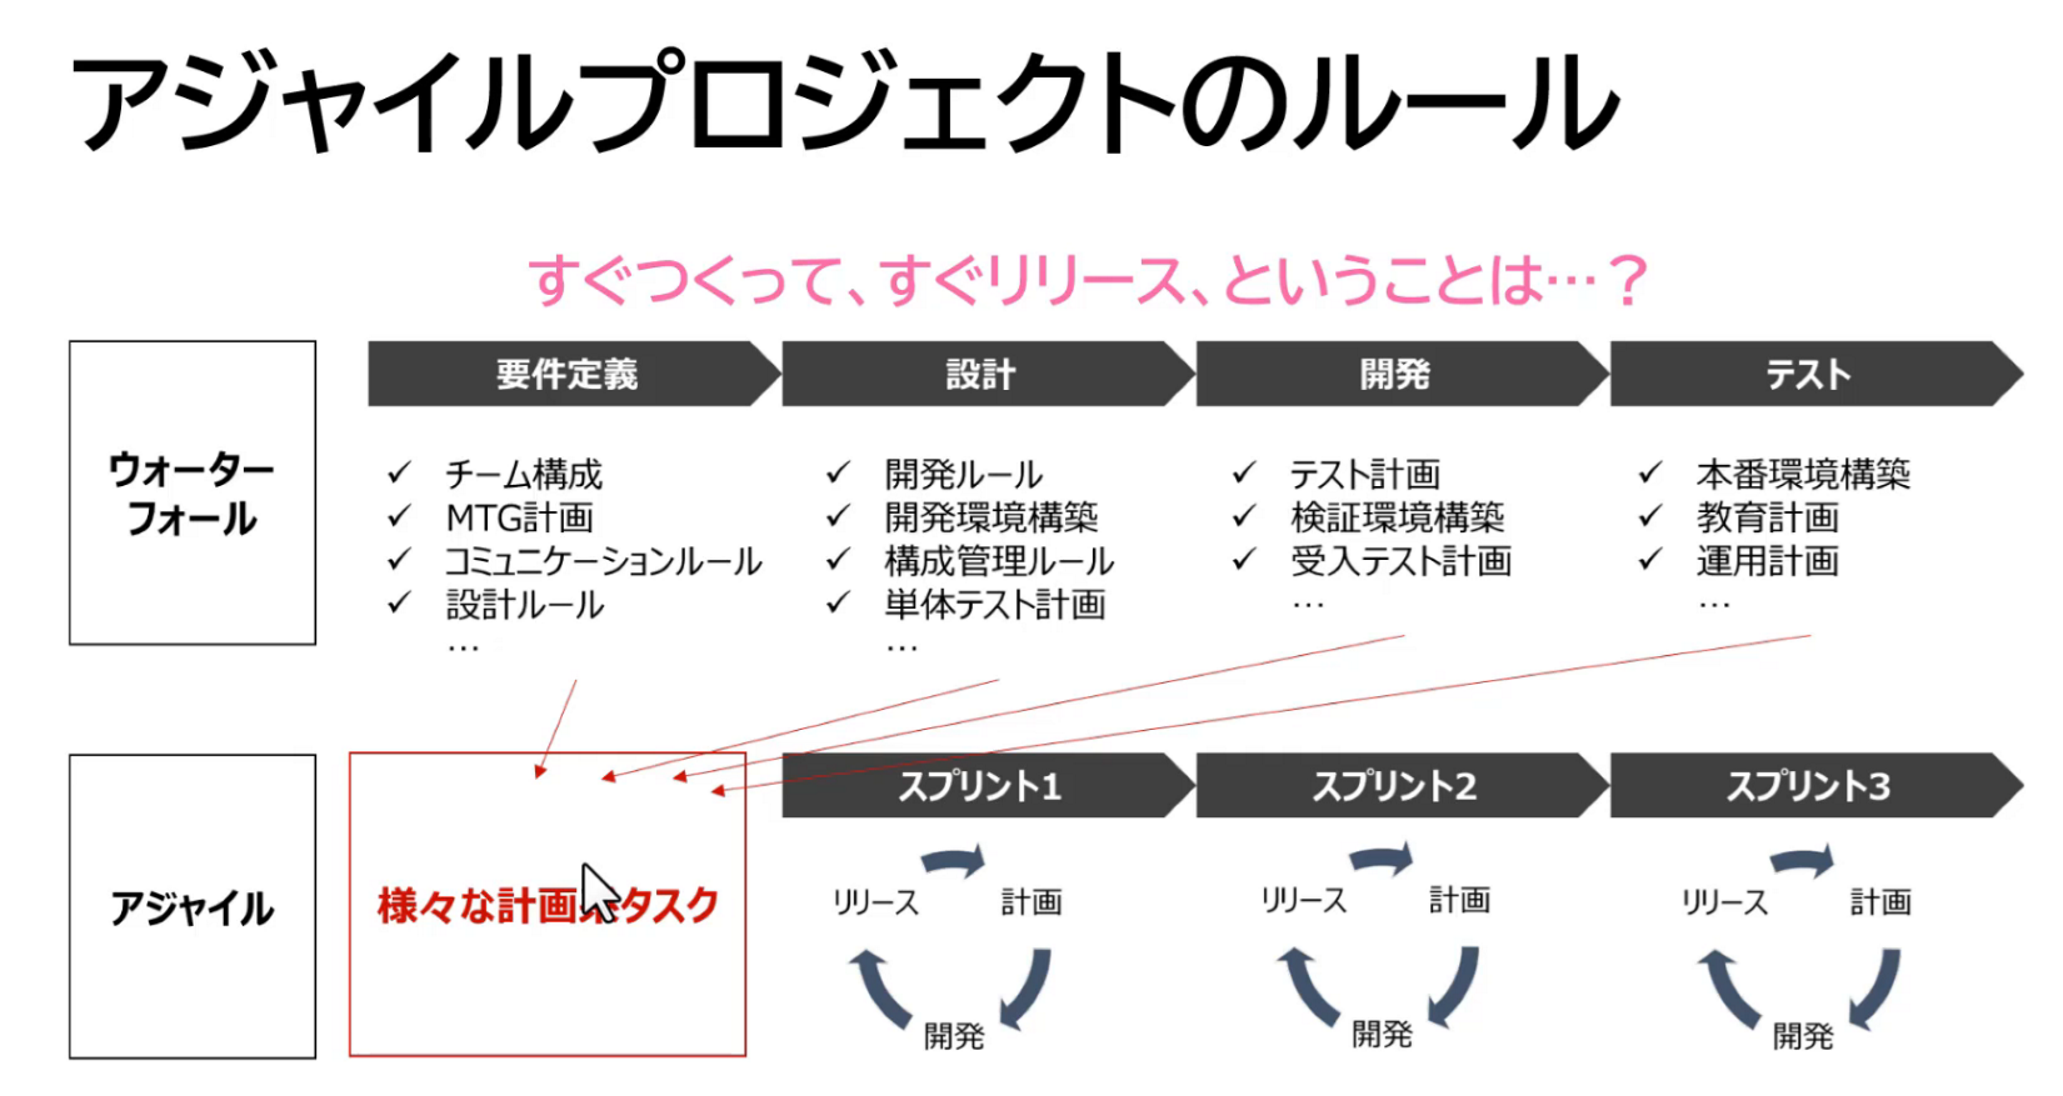 アジャイルプロジェクトのルール
すぐつくって、すぐリリース、ということは…？
ウォーター
フォール
要件定義
チーム構成
MTG計画
コミュニケーションルール
設計ルール
…
設計
開発ルール
開発環境構築
構成管理ルール
単体テスト計画
…
開発
テスト計画
検証環境構築
受入テスト計画
…
テスト
本番環境構築
教育計画
運用計画
…
アジャイル
様々な計画系タスク
スプリント1
リリース
計画
開発
スプリント2
リリース
計画
開発
スプリント3
リリース
計画
開発